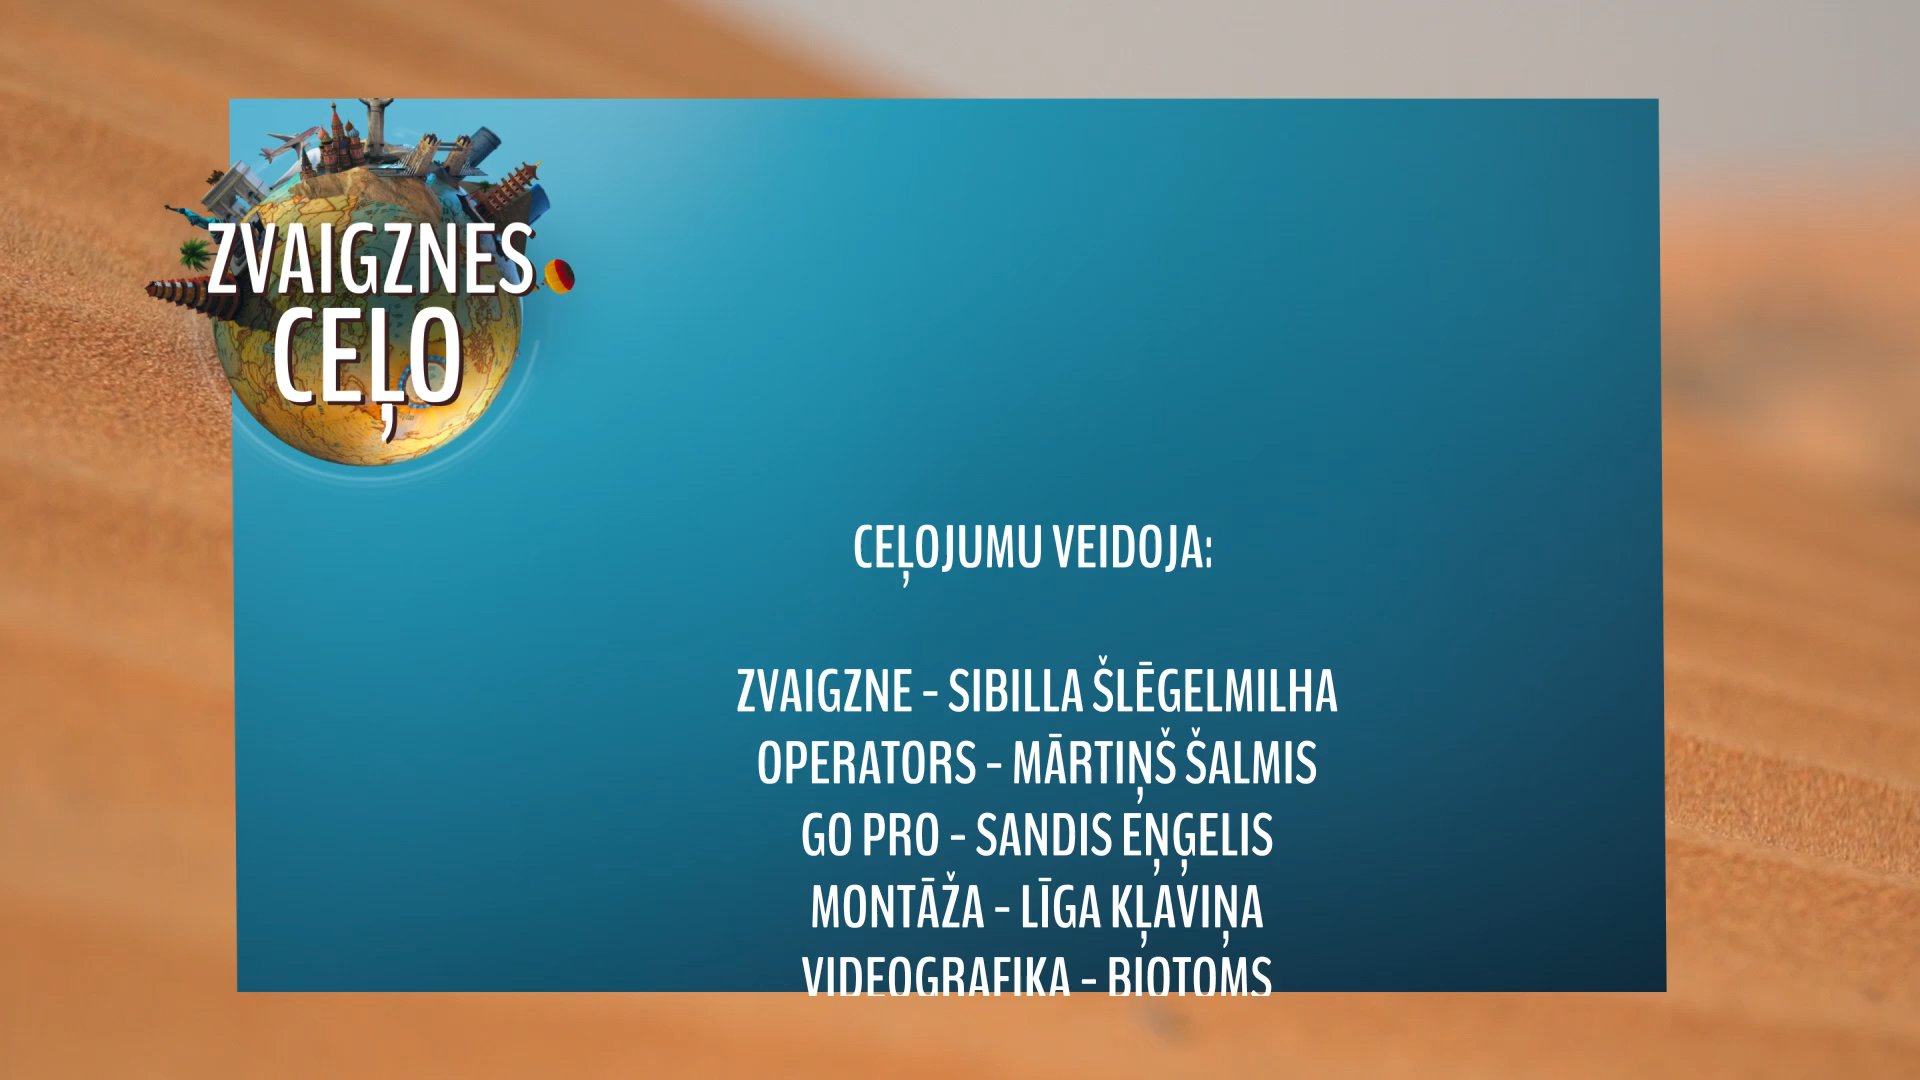 ZVAIGZNES
CEĻO
CEĻOJUMU VEIDOJA:
ZVAIGZNE - SIBILLA ŠLĒGELMILHA
OPERATORS - MĀRTIŅŠ ŠALMIS
GO PRO - SANDIS EŅĢELIS
MONTĀŽA - LĪGA KĻAVIŅA
VIDEOGRAFIKA - BIOTOMS